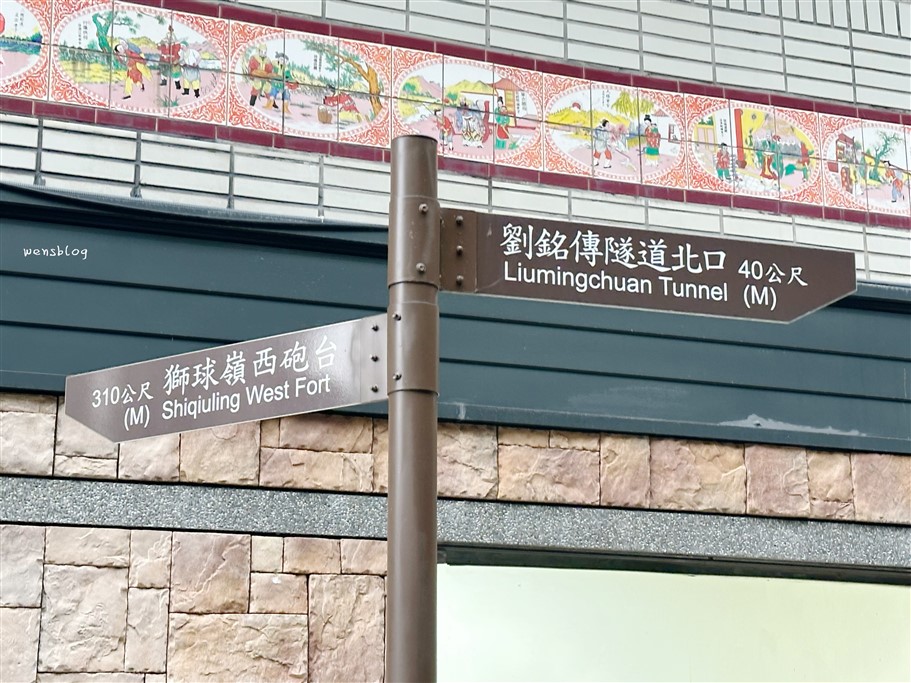 wensblog
劉銘傳隧道北口 40公尺
Liumingchuan Tunnel (M)
310公尺 獅球嶺西砲台
(M) Shiqiuling West Fort